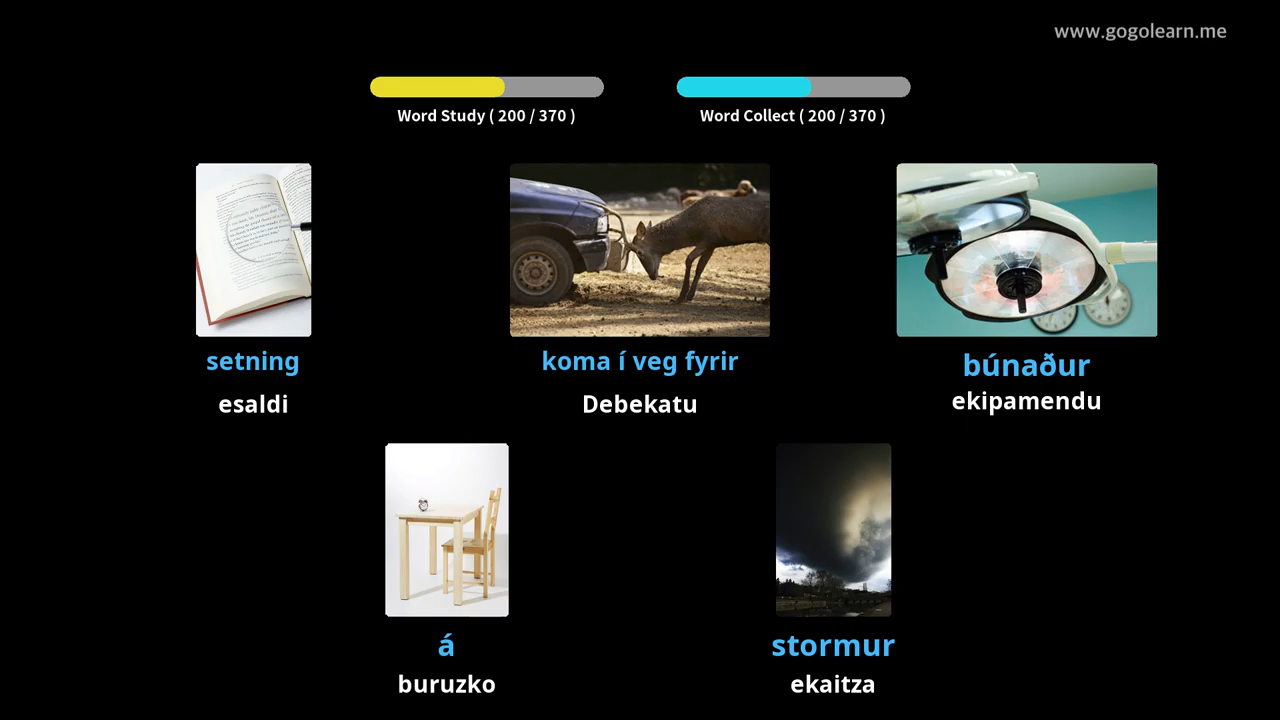 www.gogolearn.me
Word Study ( 200 / 370 )
Word Collect ( 200 / 370 )
setning
esaldi
koma í veg fyrir
Debekatu
búnaður
ekipamendu
á
buruzko
stormur
ekaitza